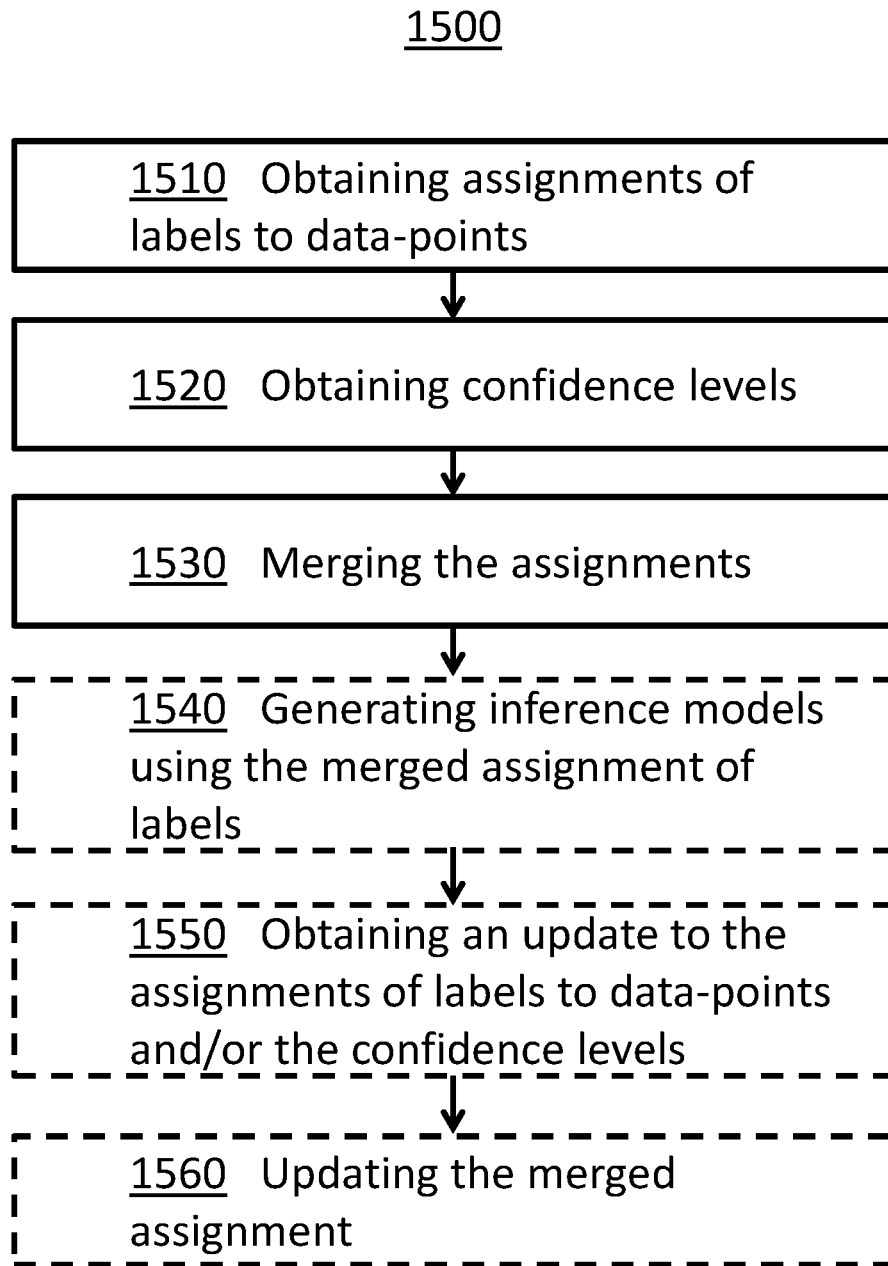 1500
1510 Obtaining assignments of
labels to data-points
1520 Obtaining confidence levels
1530 Merging the assignments
1540 Generating inference models
using the merged assignment of
labels
1550 Obtaining an update to the
assignments of labels to data-points
and/or the confidence levels
1560 Updating the merged
assignment